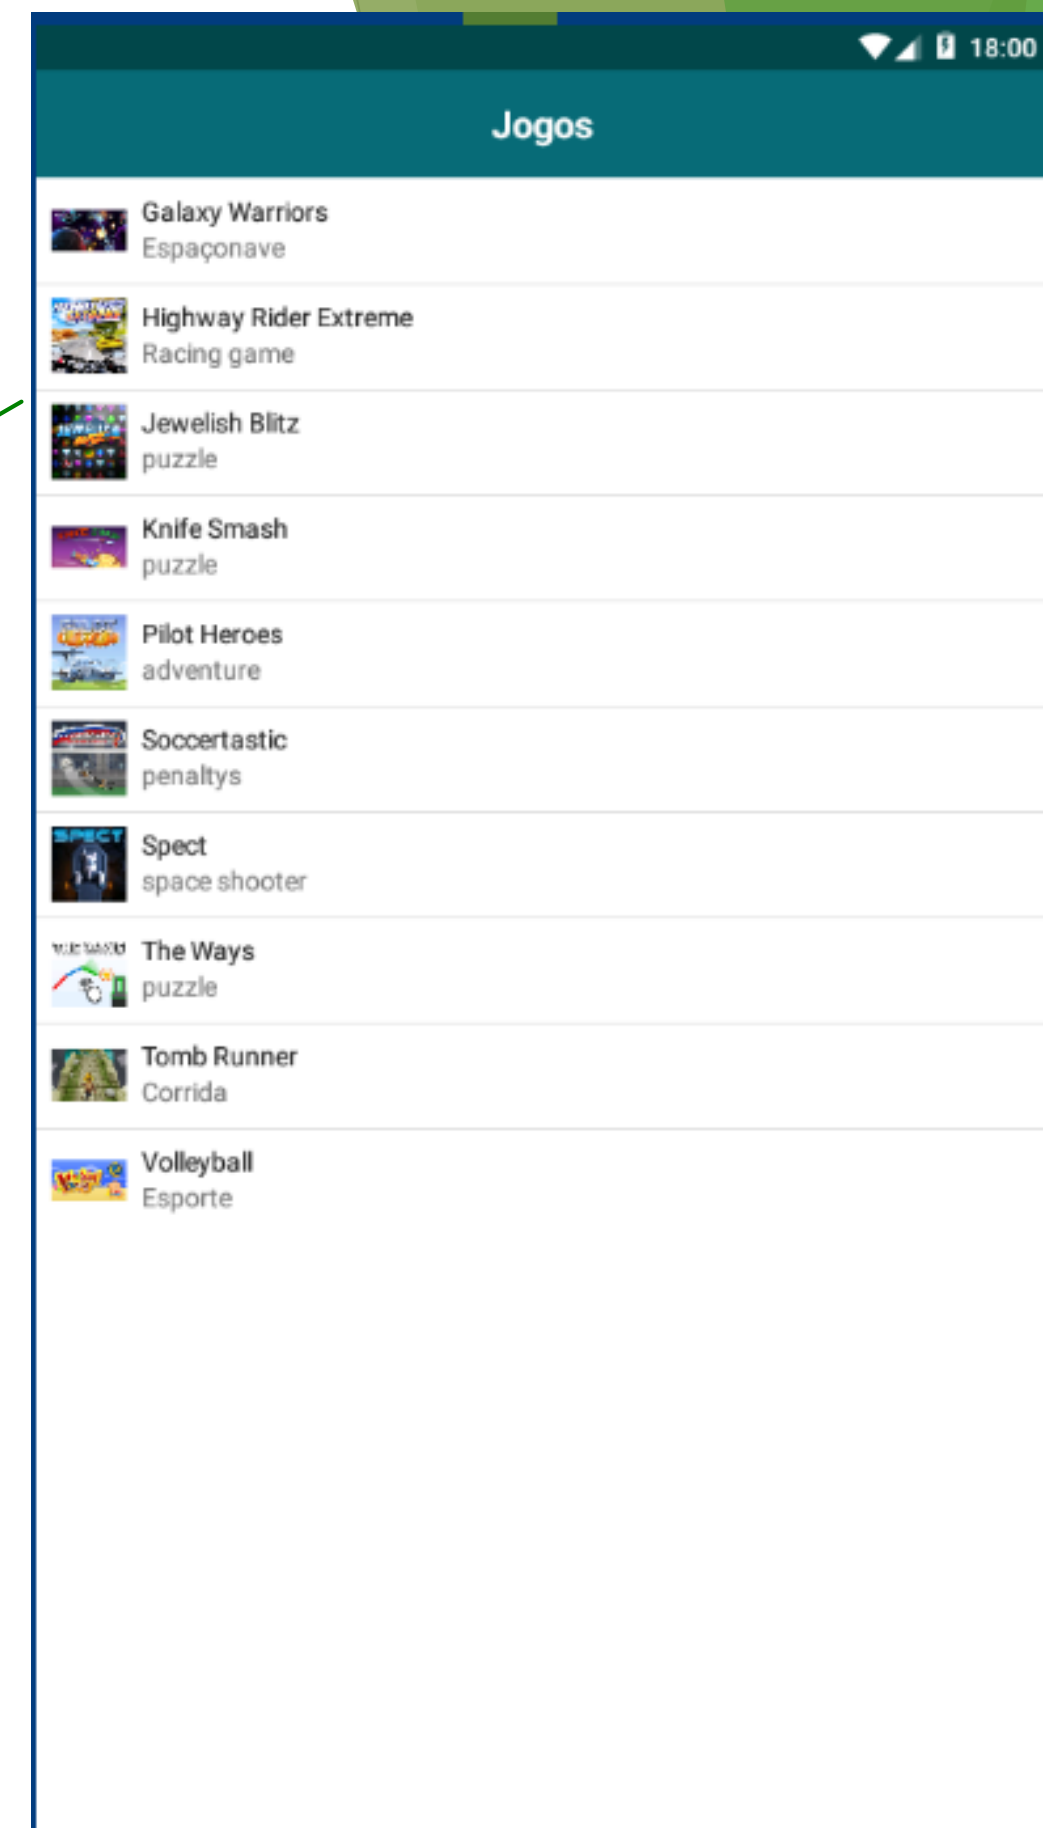 18:00
Jogos
Galaxy Warriors
Espaçonave
Highway Rider Extreme
Racing game
Jewelish Blitz
puzzle
Knife Smash
puzzle
Pilot Heroes
adventure
Soccertastic
penaltys
SPECT
Spect
space shooter
The Ways
puzzle
Tomb Runner
Corrida
Volleyball
Esporte